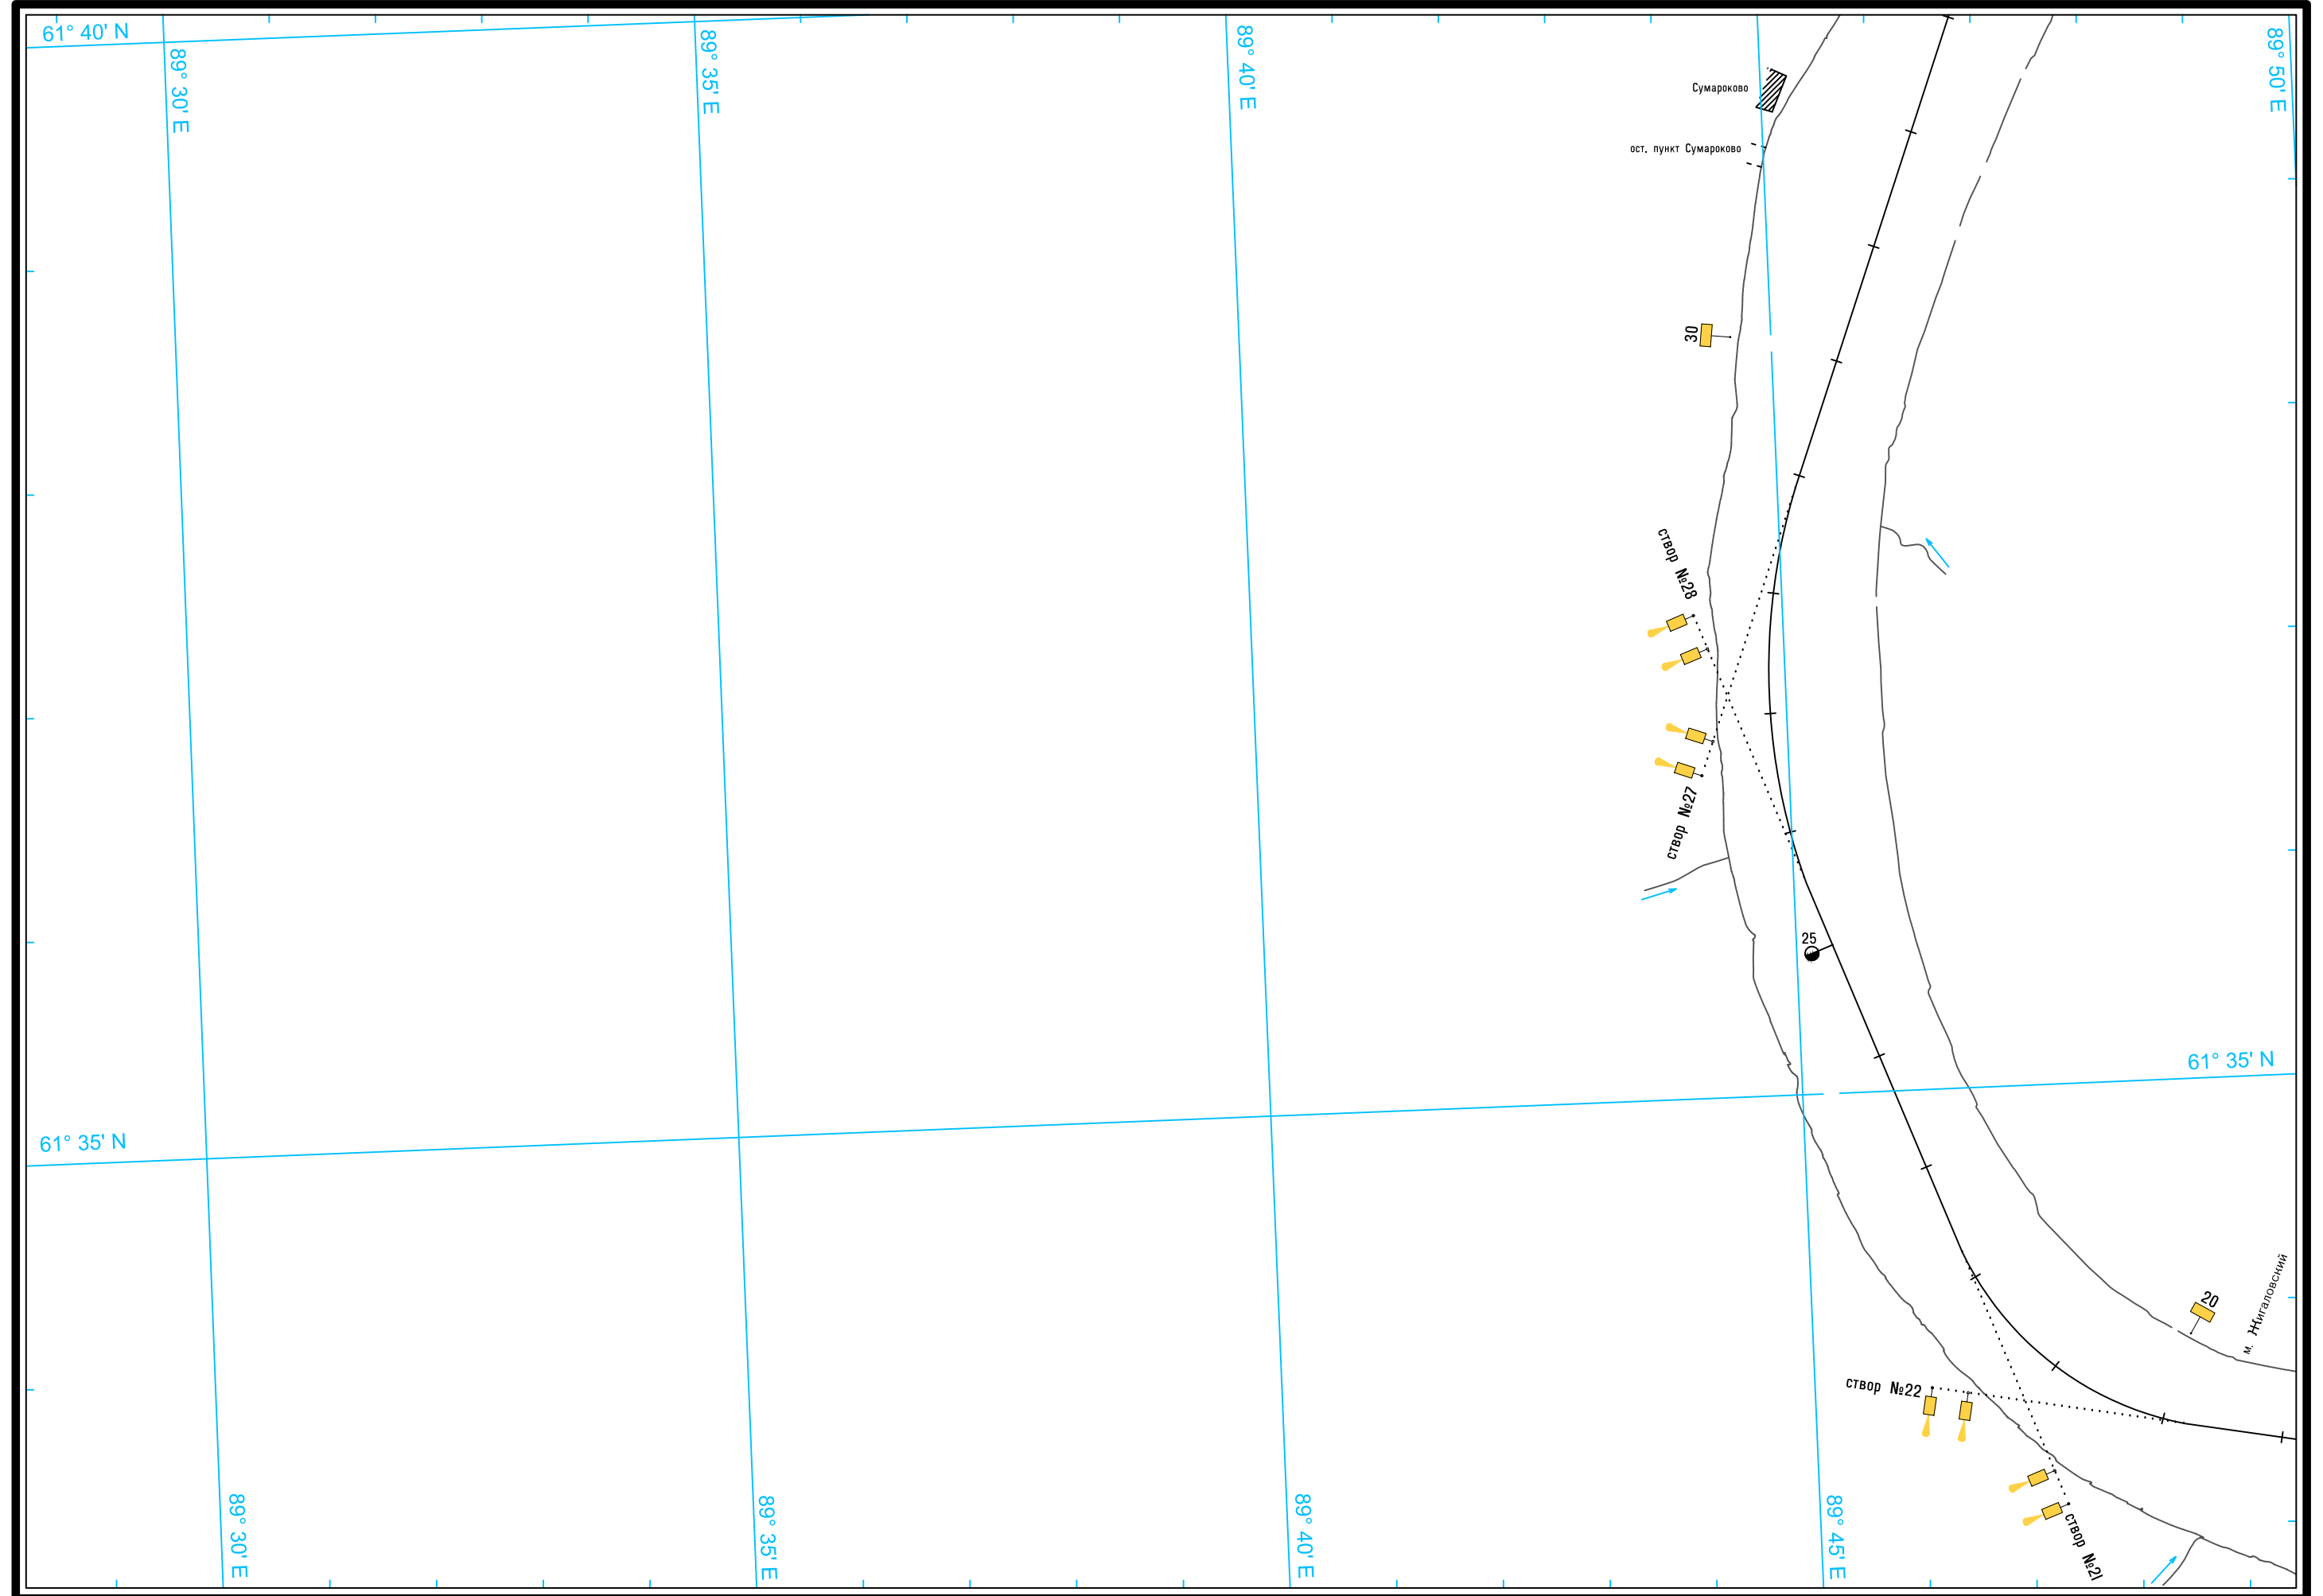 61° 40' N
89° 30' E
89° 35' E
89° 40' E
89° 50' E
Сумароково
ост. пункт Сумароково
30
створ №28
створ №27
25
61° 35' N
61° 35' N
20
м. Жигаловский
створ №22
створ №21
89° 30' E
89° 35' E
89° 40' E
89° 45' E